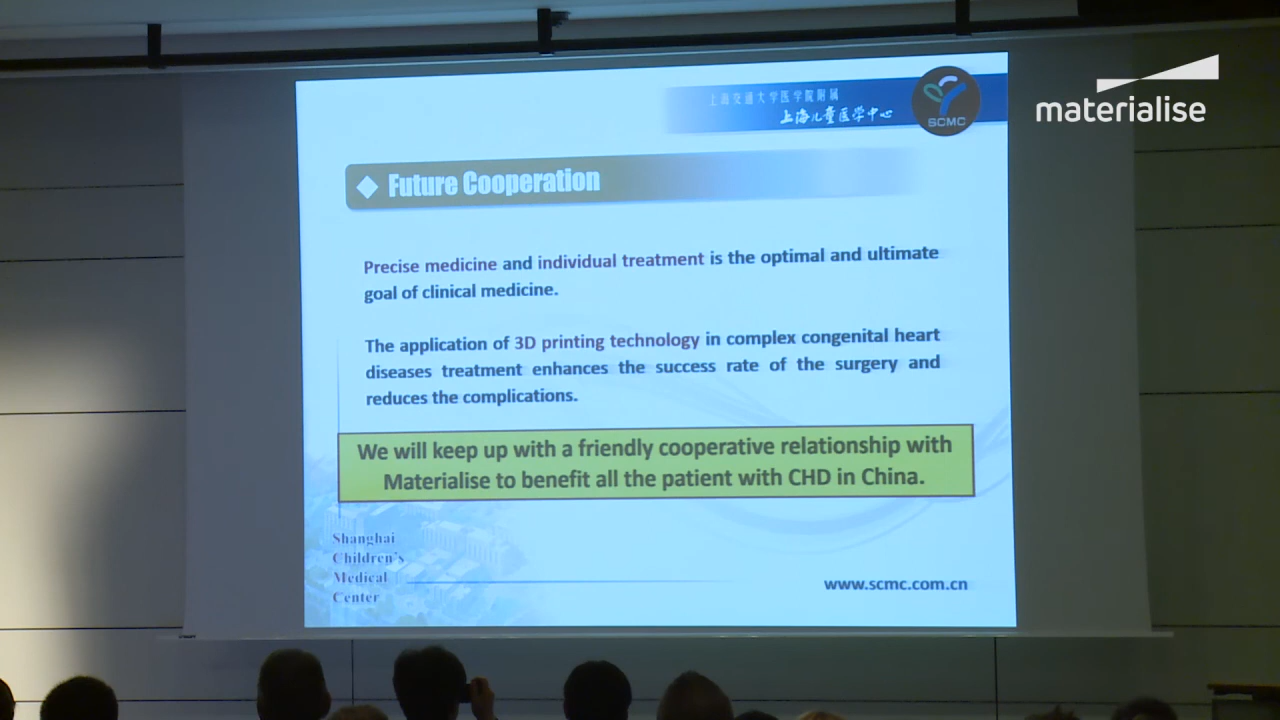 上海交通大学医学院附属
上海儿童医学中心
SCMC
materialise
Future Cooperation
Precise medicine and individual treatment is the optimal and ultimate
goal of clinical medicine.
The application of 3D printing technology in complex congenital heart
diseases treatment enhances the success rate of the surgery and
reduces the complications.
We will keep up with a friendly cooperative relationship with
Materialise to benefit all the patient with CHD in China.
Shanghai
Children's
Medical
Center
www.scmc.com.cn